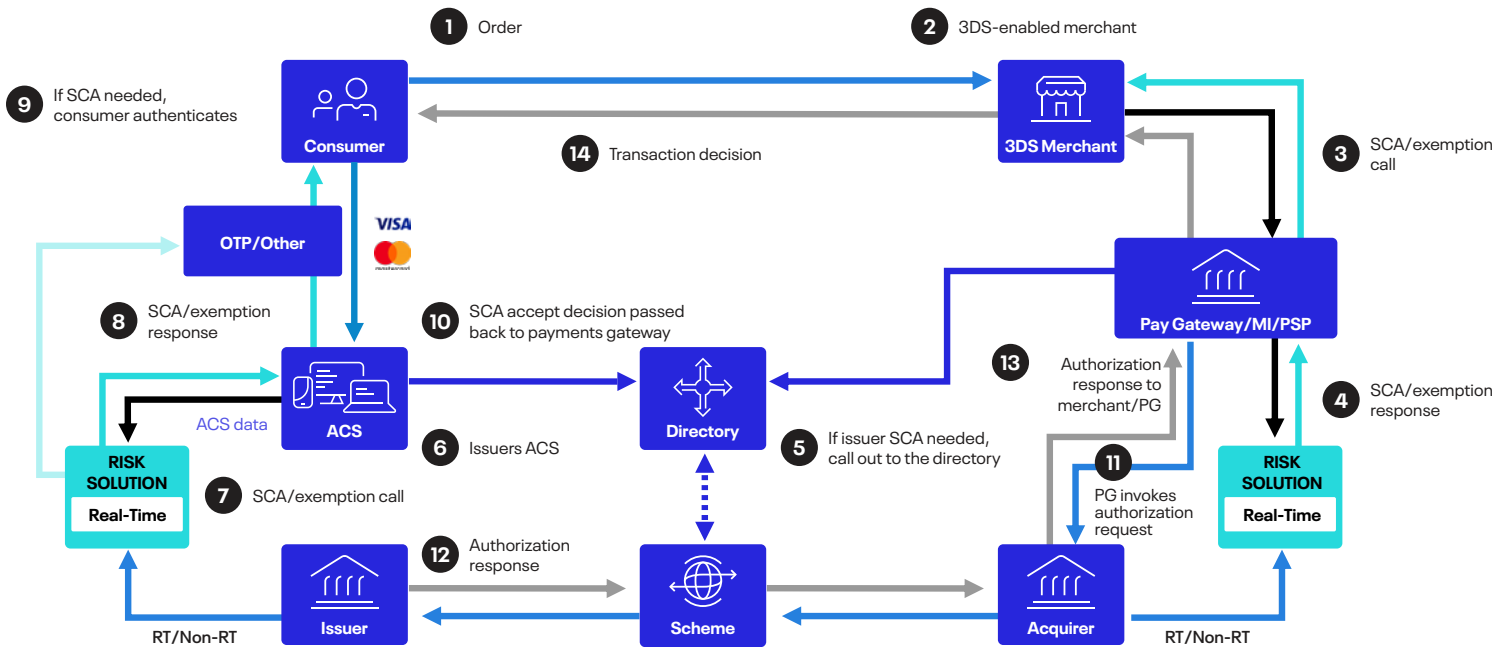 1 Order
2 3DS-enabled merchant
9 If SCA needed,
consumer authenticates
Consumer
3DS Merchant
14 Transaction decision
3 SCA/exemption
call
OTP/Other
VISA
8 SCA/exemption
response
10 SCA accept decision passed
back to payments gateway
Pay Gateway/MI/PSP
13 Authorization
response to
merchant/PG
4 SCA/exemption
response
ACS data
ACS
Directory
6 Issuers ACS
5 If issuer SCA needed,
call out to the directory
RISK
SOLUTION
Real-Time
7 SCA/exemption call
11
PG invokes
authorization
request
RISK
SOLUTION
Real-Time
12 Authorization
response
Issuer
Scheme
Acquirer
RT/Non-RT
RT/Non-RT